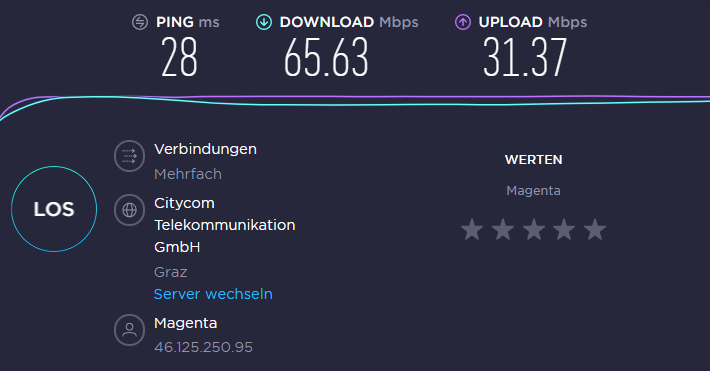 PING ms
28
DOWNLOAD Mbps
65.63
UPLOAD Mbps
31.37
LOS
Verbindungen
Mehrfach
Citycom
Telekommunikation
GmbH
Graz
Server wechseln
Magenta
46.125.250.95
WERTEN
Magenta